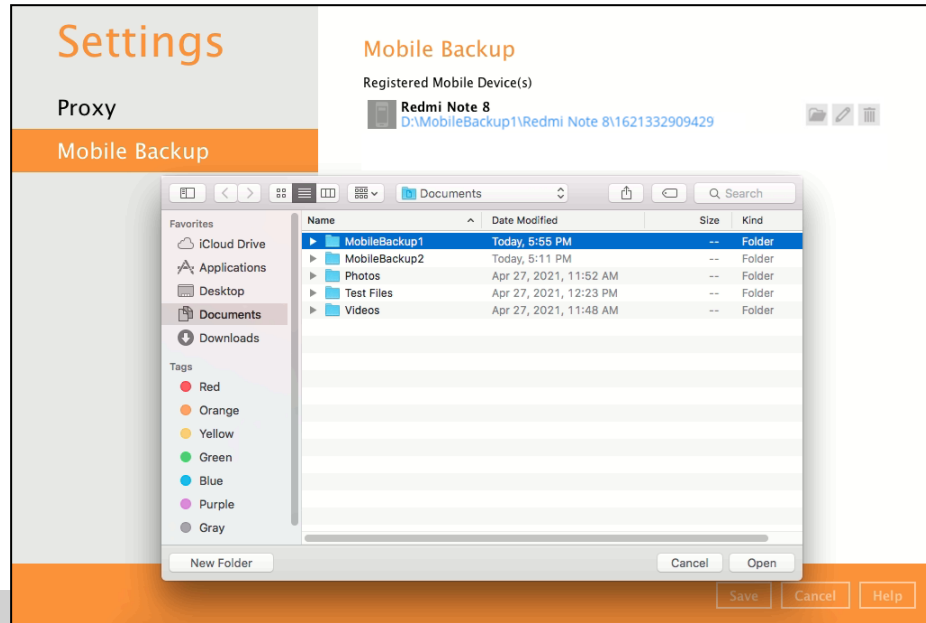 Settings
Proxy
Mobile Backup
Mobile Backup
Registered Mobile Device(s)
Redmi Note 8
D:\MobileBackup1\Redmi Note 8\1621332909429
Documents
Search
Favorites
iCloud Drive
Applications
Desktop
Documents
Downloads
Tags
Red
Orange
Yellow
Green
Blue
Purple
Gray
Name Date Modified Size Kind
MobileBackup1 Today, 5:55 PM -- Folder
MobileBackup2 Today, 5:11 PM -- Folder
Photos Apr 27, 2021, 11:52 AM -- Folder
Test Files Apr 27, 2021, 12:23 PM -- Folder
Videos Apr 27, 2021, 11:48 AM -- Folder
New Folder Cancel Open
Save Cancel Help